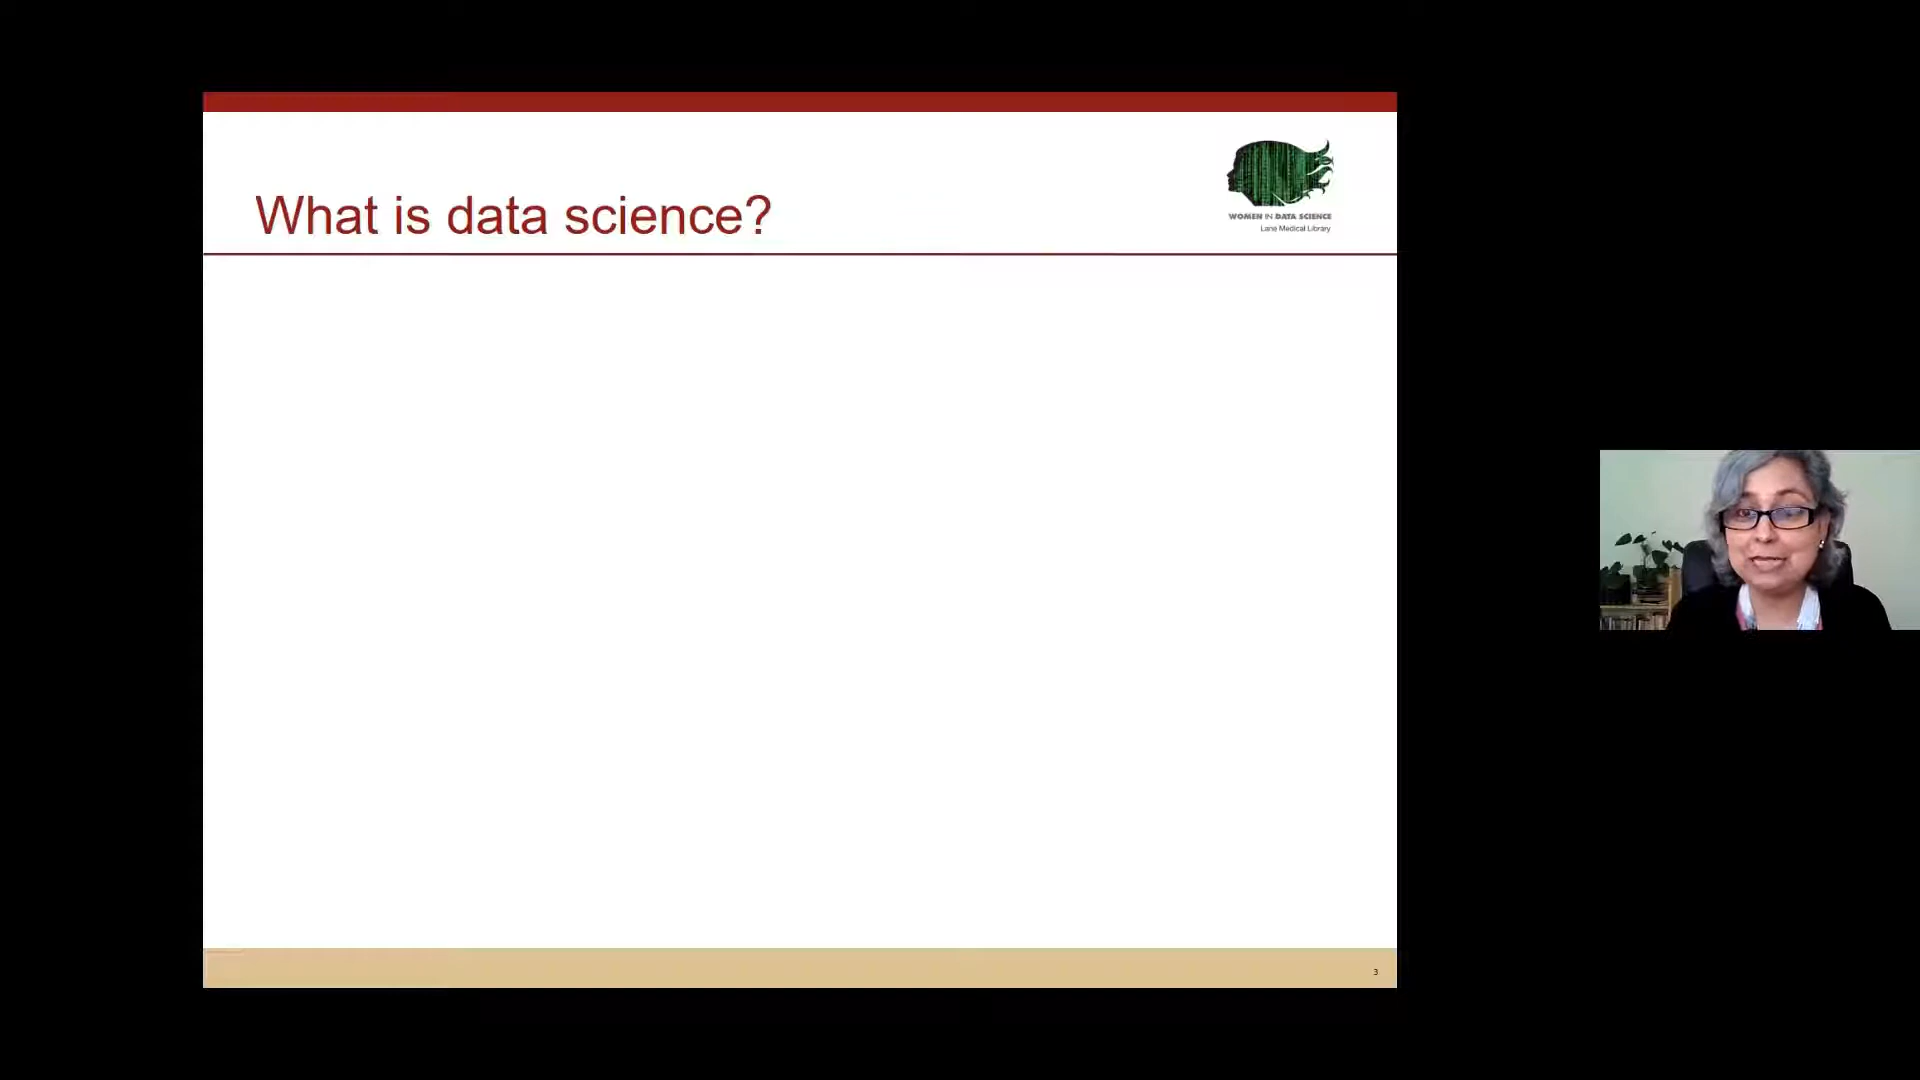 What is data science?
WOMEN IN DATA SCIENCE
Lane Medical Library
3